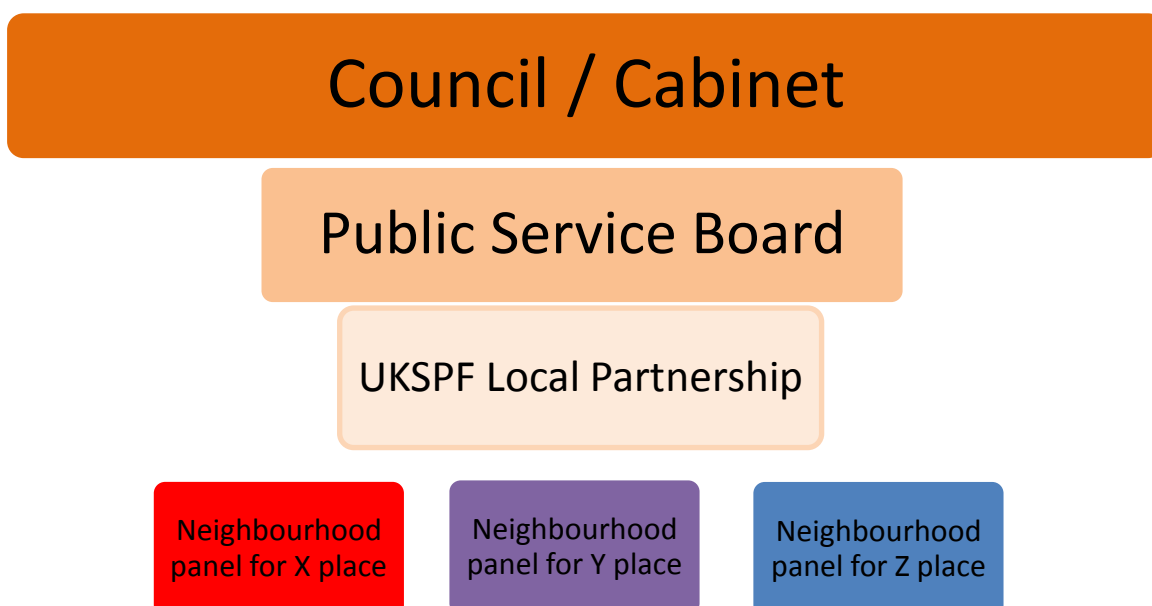 Council / Cabinet
Public Service Board
UKSPF Local Partnership
Neighbourhood
panel for X place
Neighbourhood
panel for Y place
Neighbourhood
panel for Z place